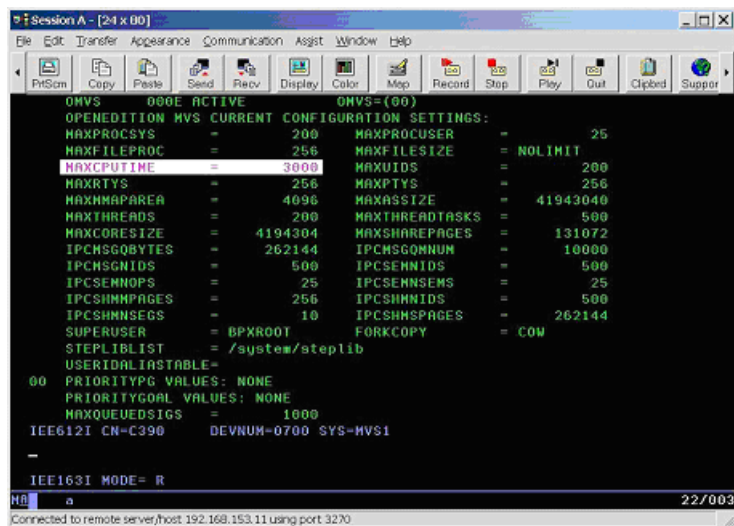 Session A - [24 x 80]
File Edit Transfer Appearance Communication Assist Window Help
PrtScrn Copy Paste Send Recv Display Color Map Record Stop Play Quit Clipbrd Suppor
OMVS 000E ACTIVE OMVS=(00)
OPENEDITION MVS CURRENT CONFIGURATION SETTINGS:
MAXPROCSYS = 200 MAXPROCUSER = 25
MAXFILEPROC = 256 MAXFILESIZE = NOLIMIT
MAXCPUTIME = 3000 MAXUIDS = 200
MAXRTYS = 256 MAXPTYS = 256
MAXMMAPAREA = 4096 MAXASSIZE = 41943040
MAXTHREADS = 200 MAXTHREADTASKS = 500
MAXCORESIZE = 4194304 MAXSHAREPAGES = 131072
IPCMSGQBYTES = 262144 IPCMSGQMNUM = 10000
IPCMSGNIDS = 500 IPCSEMNIDS = 500
IPCSEMNOPS = 25 IPCSEMNSEMS = 25
IPCSHMMPAGES = 256 IPCSHMNIDS = 500
IPCSHMNSEGS = 10 IPCSHMSPAGES = 262144
SUPERUSER = BPXROOT FORKCOPY = COW
STEPLIBLIST = /system/steplib
USERIDALIASTABLE=
00 PRIORITYPG VALUES: NONE
PRIORITYGOAL VALUES: NONE
MAXQUEUEDSIGS = 1000
IEE612I CN=C390 DEVNUM=0700 SYS=MVS1
IEE163I MODE= R
MA a 22/003
Connected to remote server/host 192.168.153.11 using port 3270